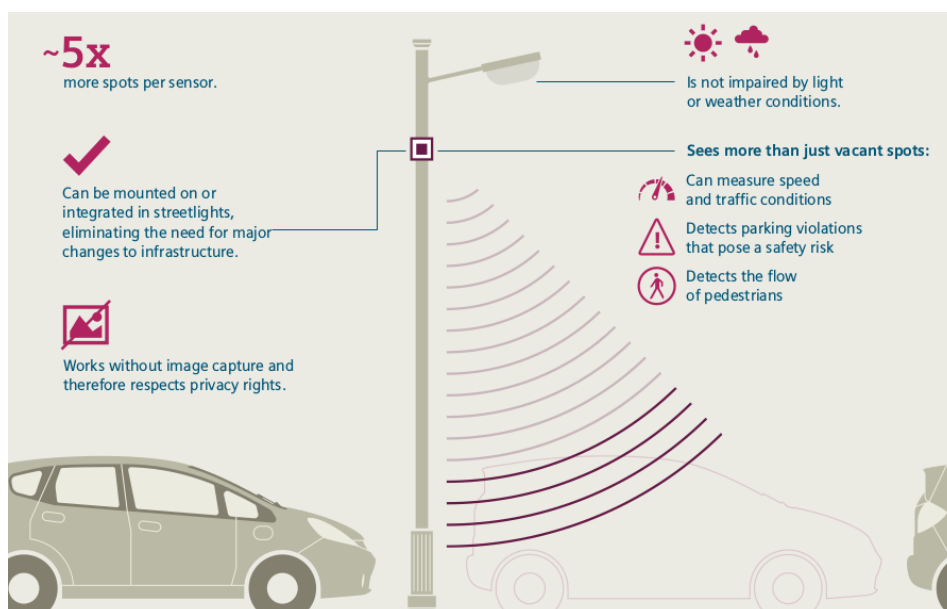 ~5x
more spots per sensor.
Can be mounted on or
integrated in streetlights,
eliminating the need for major
changes to infrastructure.
Works without image capture and
therefore respects privacy rights.
Is not impaired by light
or weather conditions.
Sees more than just vacant spots:
Can measure speed
and traffic conditions
Detects parking violations
that pose a safety risk
Detects the flow
of pedestrians